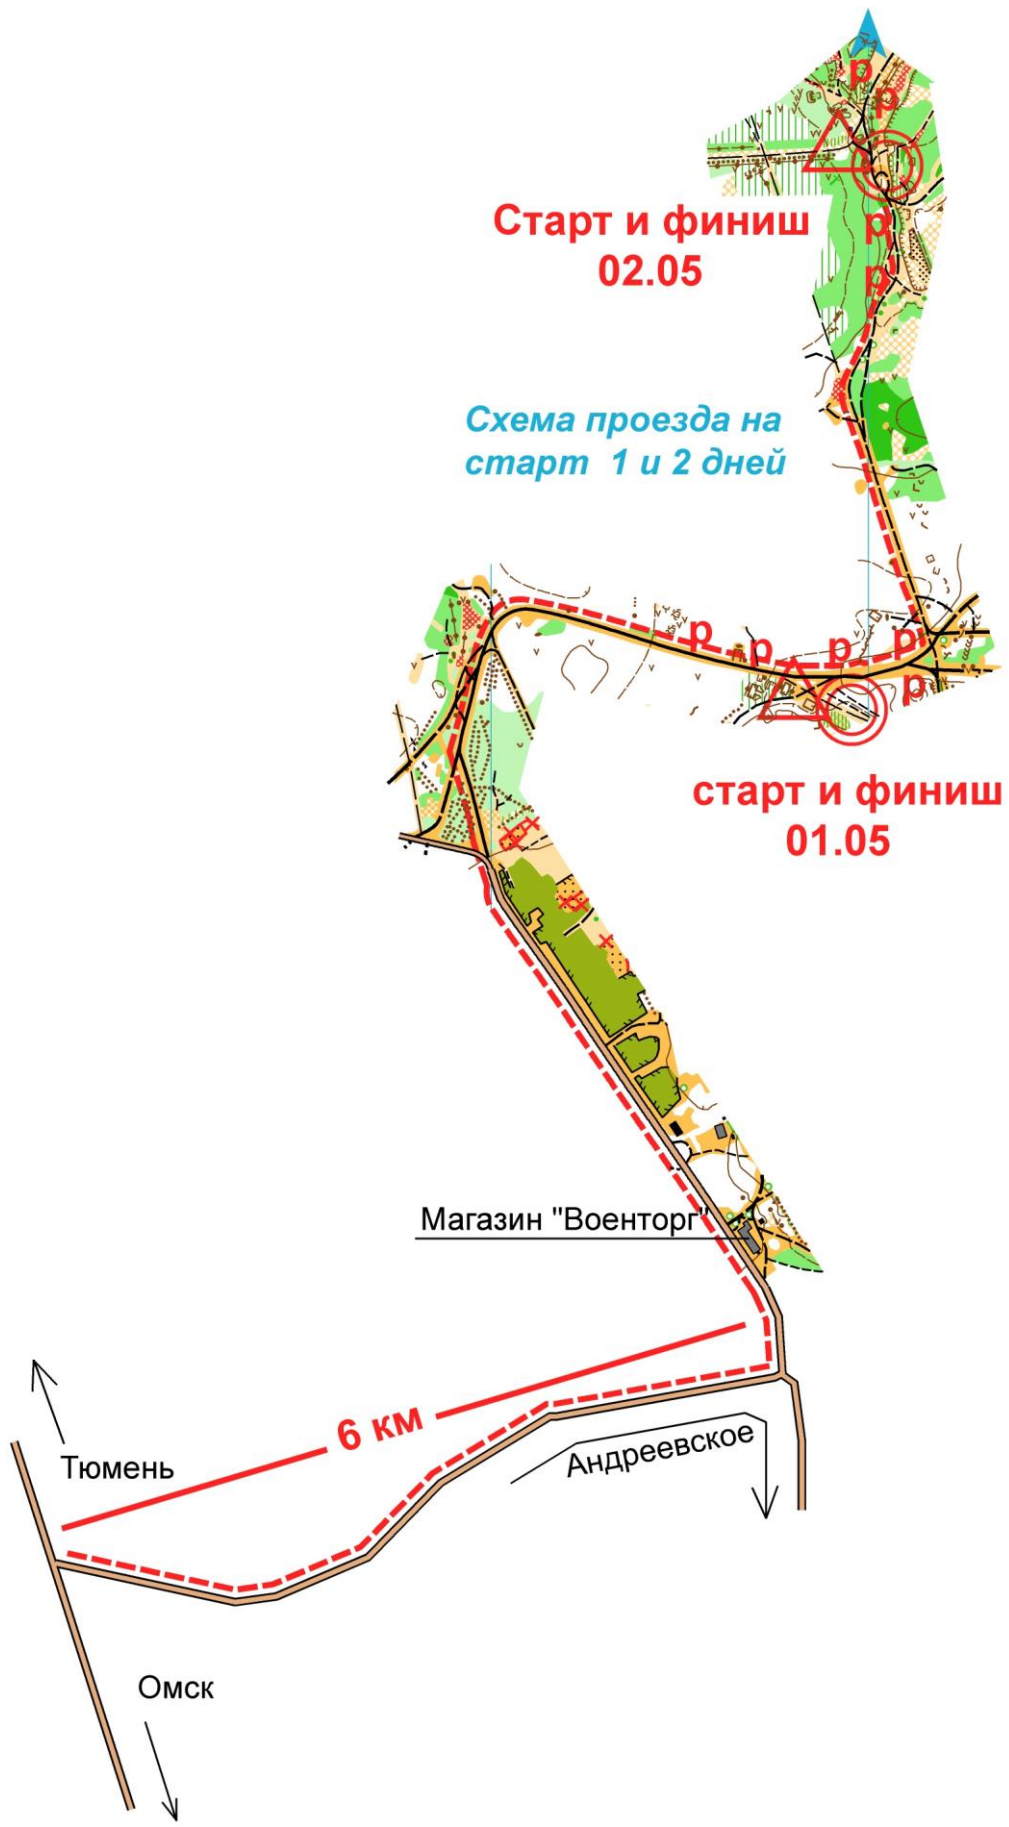 р
р
Старт и финиш
02.05
р
р
Схема проезда на
старт 1 и 2 дней
р
р
р
р
р
старт и финиш
01.05
Магазин "Военторг"
6 км
Андреевское
Тюмень
Омск